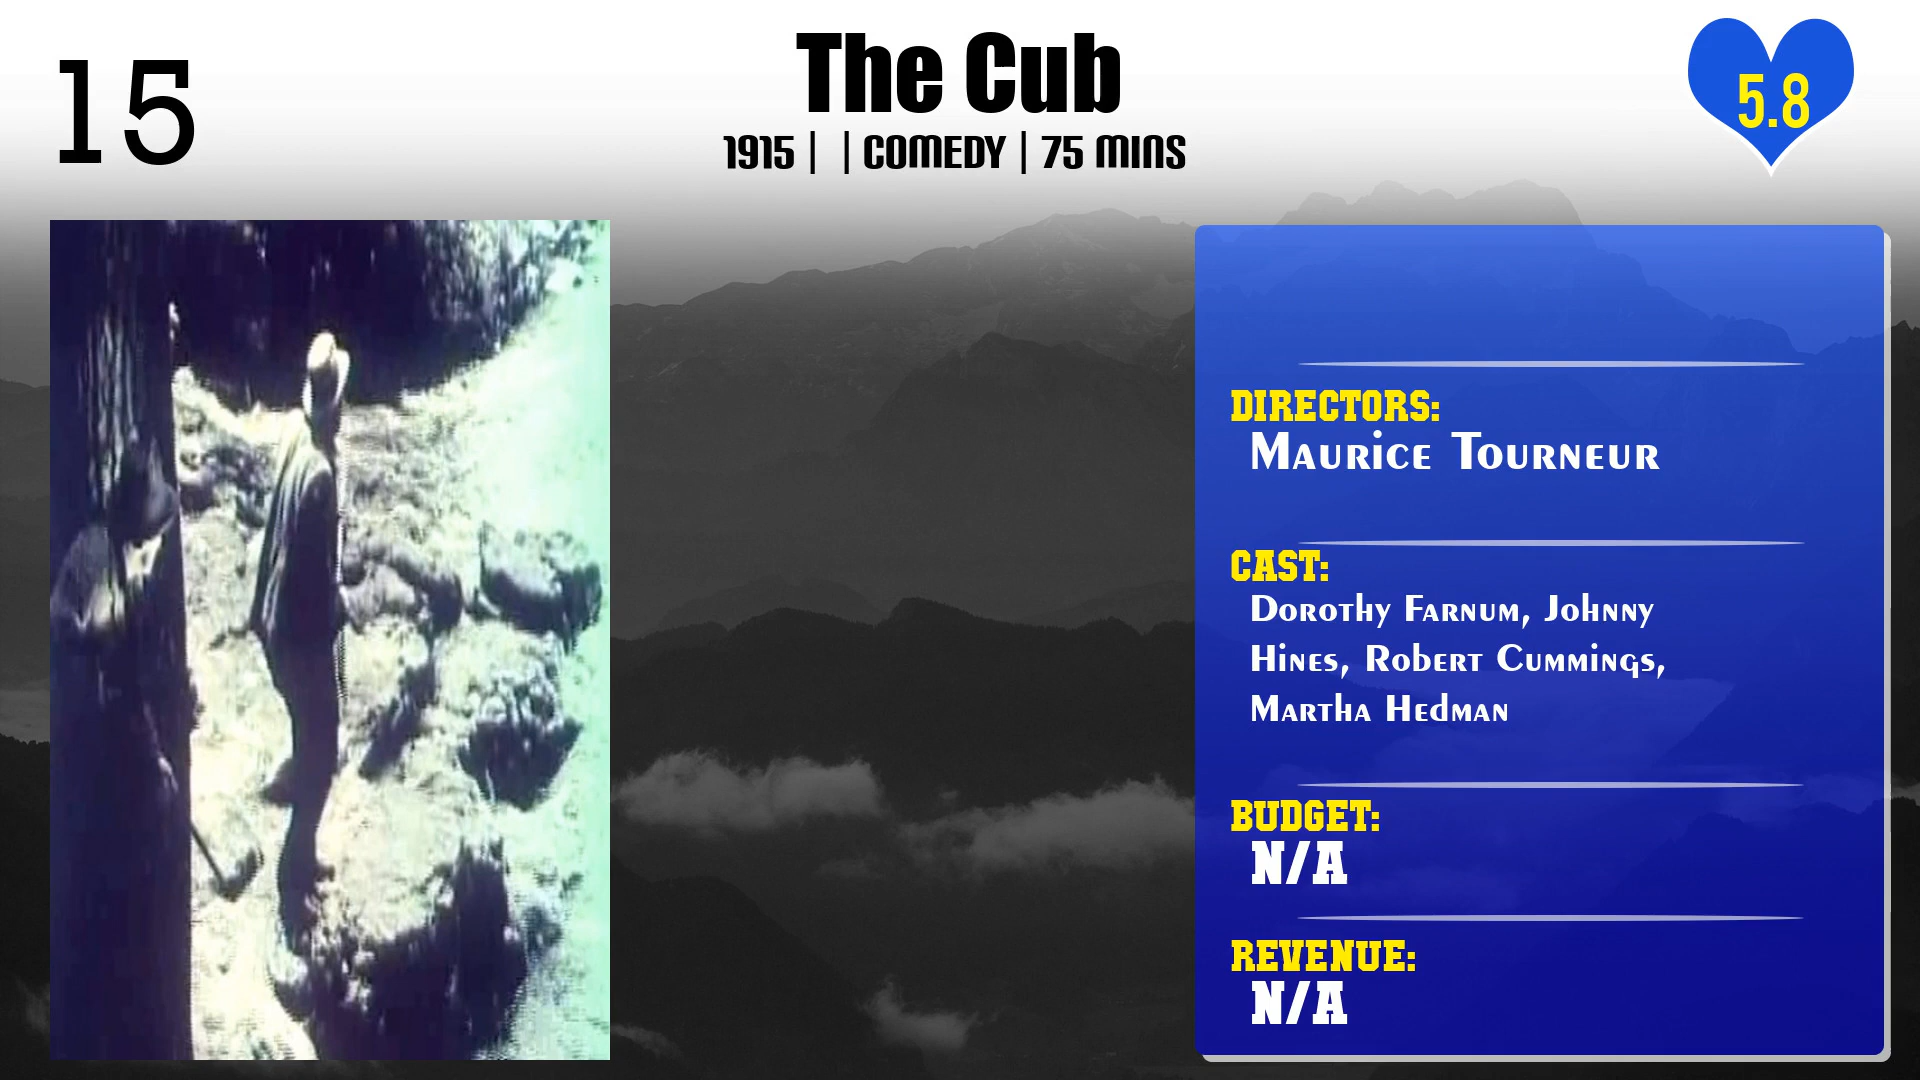 15
The Cub
1915 | | COMEDY | 75 MINS
5.8
DIRECTORS:
Maurice Tourneur
CAST:
Dorothy Farnum, Johnny
Hines, Robert Cummings,
Martha Hedman
BUDGET:
N/A
REVENUE:
N/A